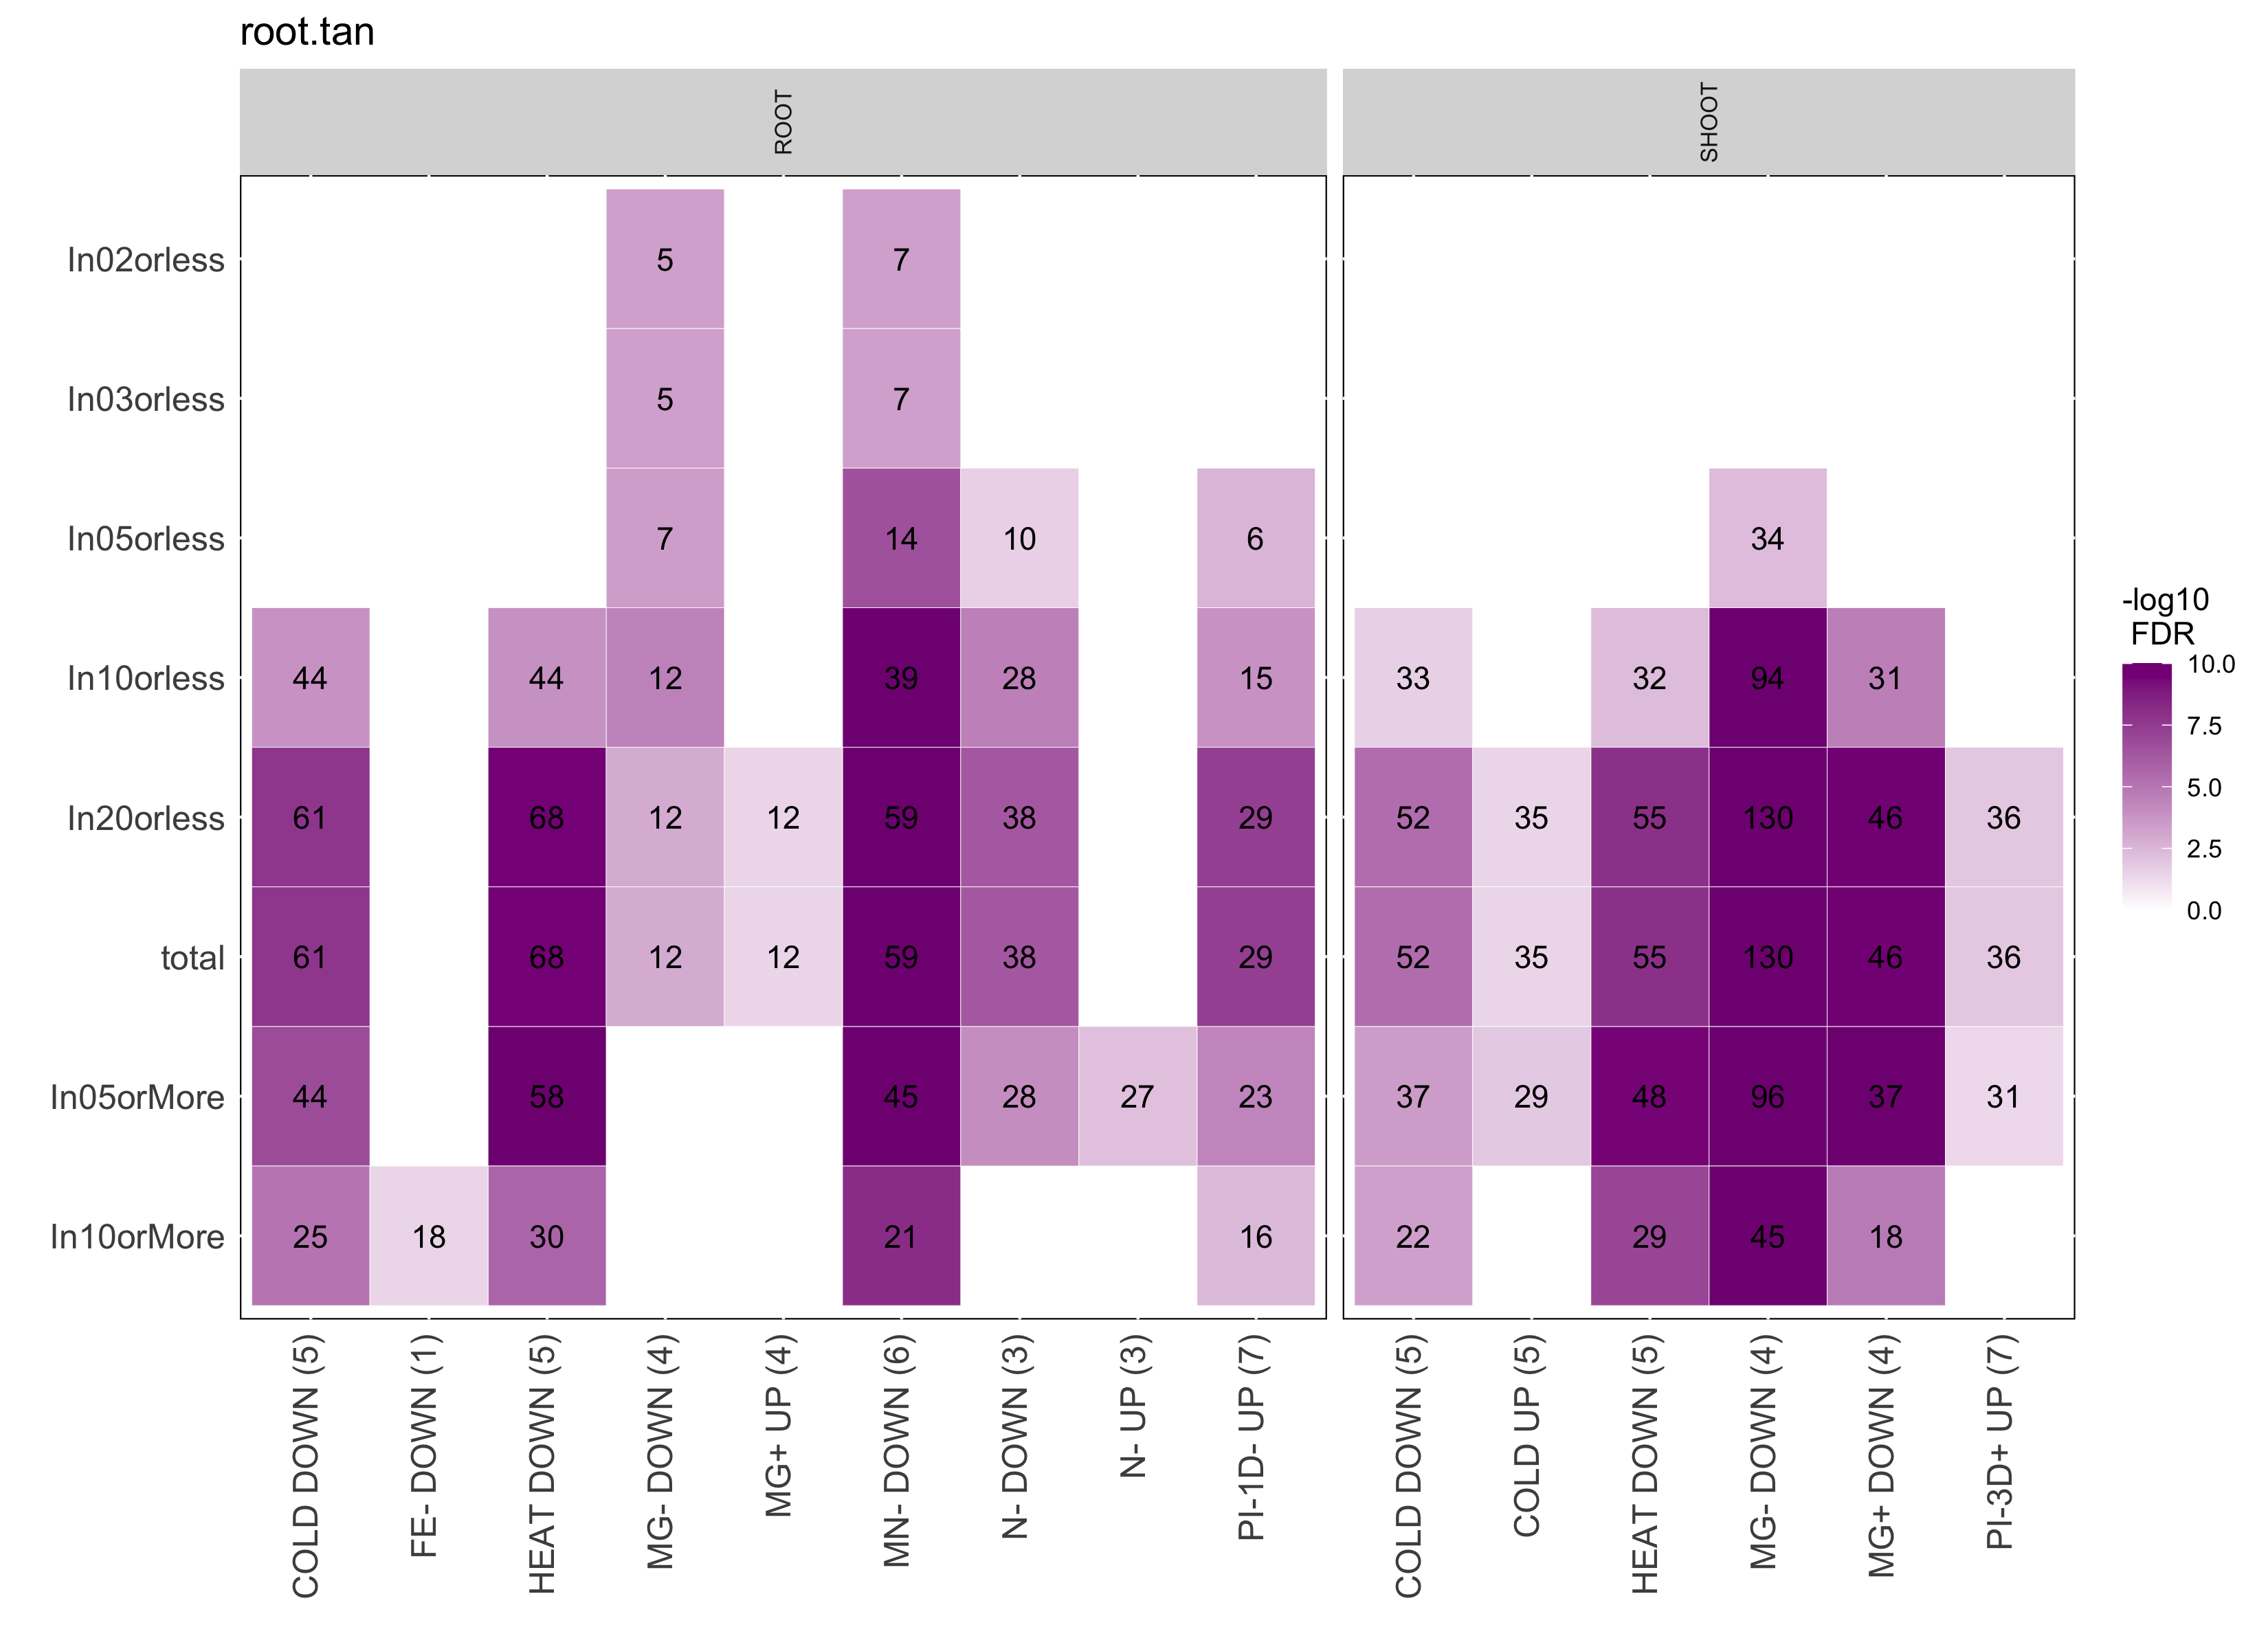 root.tan
ROOT
SHOOT
In02orless 5 7
In03orless 5 7
In05orless 7 14 10 6 34
In10orless 44 44 12 39 28 15 33 32 94 31
In20orless 61 68 12 12 59 38 29 52 35 55 130 46 36
total 61 68 12 12 59 38 29 52 35 55 130 46 36
In05orMore 44 58 45 28 27 23 37 29 48 96 37 31
In10orMore 25 18 30 21 16 22 29 45 18
COLD DOWN (5)
FE- DOWN (1)
HEAT DOWN (5)
MG- DOWN (4)
MG+ UP (4)
MN- DOWN (6)
N- DOWN (3)
N- UP (3)
PI-1D- UP (7)
COLD DOWN (5)
COLD UP (5)
HEAT DOWN (5)
MG- DOWN (4)
MG+ DOWN (4)
PI-3D+ UP (7)
-log10
FDR
10.0
7.5
5.0
2.5
0.0